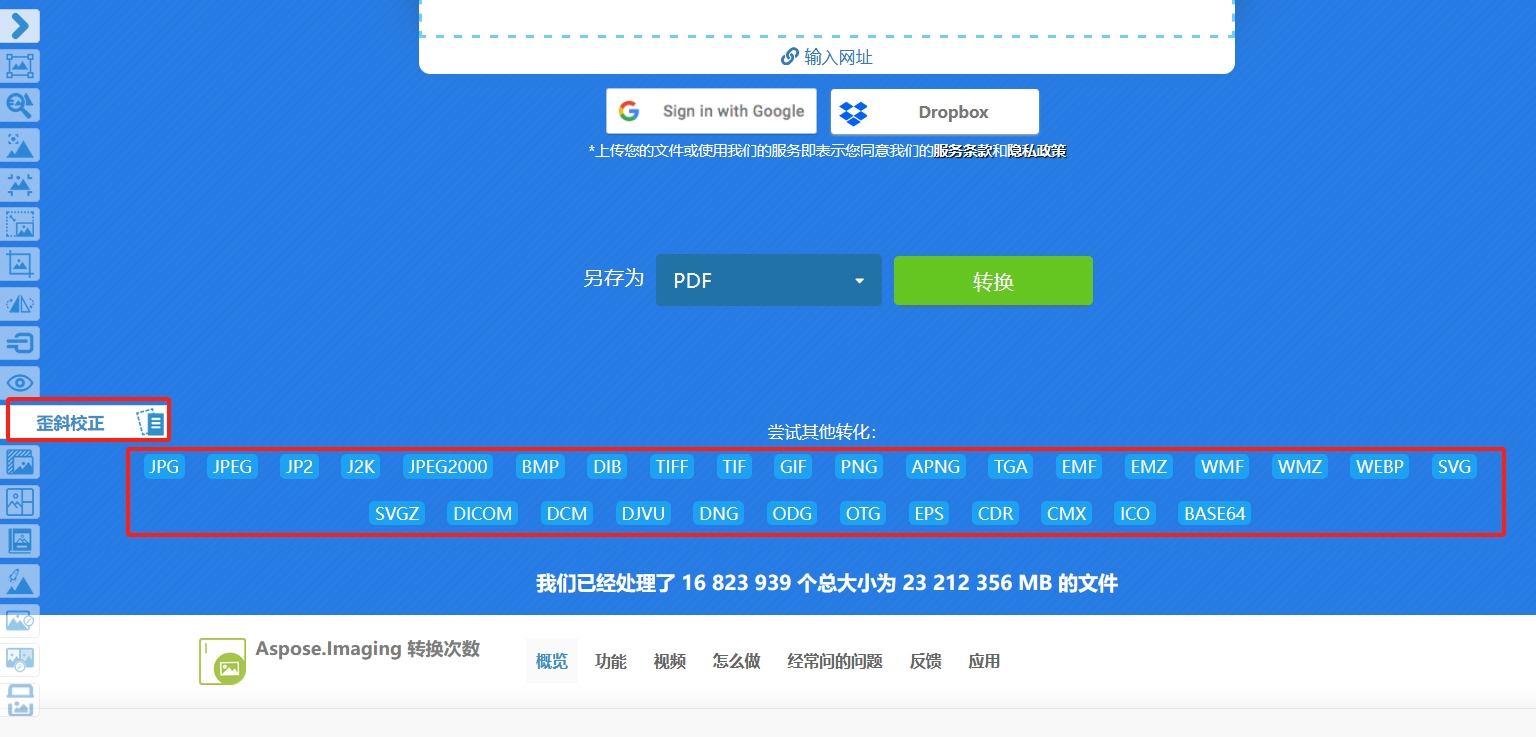 输入网址
Sign in with Google
Dropbox
*上传您的文件或使用我们的服务即表示您同意我们的服务条款和隐私政策
另存为
PDF
转换
歪斜校正
尝试其他转化:
JPG JPEG JP2 J2K JPEG2000 BMP DIB TIFF TIF GIF PNG APNG TGA EMF EMZ WMF WMZ WEBP SVG
SVGZ DICOM DCM DJVU DNG ODG OTG EPS CDR CMX ICO BASE64
我们已经处理了 16 823 939 个总大小为 23 212 356 MB 的文件
Aspose.Imaging 转换次数
概览 功能 视频 怎么做 经常问的问题 反馈 应用